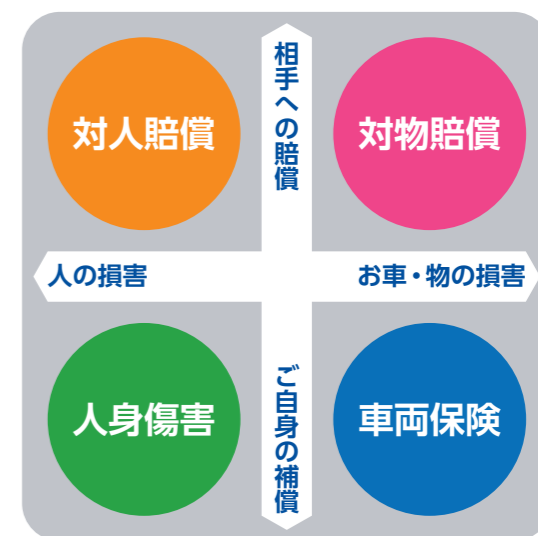 相手への賠償
対人賠償
対物賠償
人の損害
お車・物の損害
人身傷害
車両保険
ご自身の補償